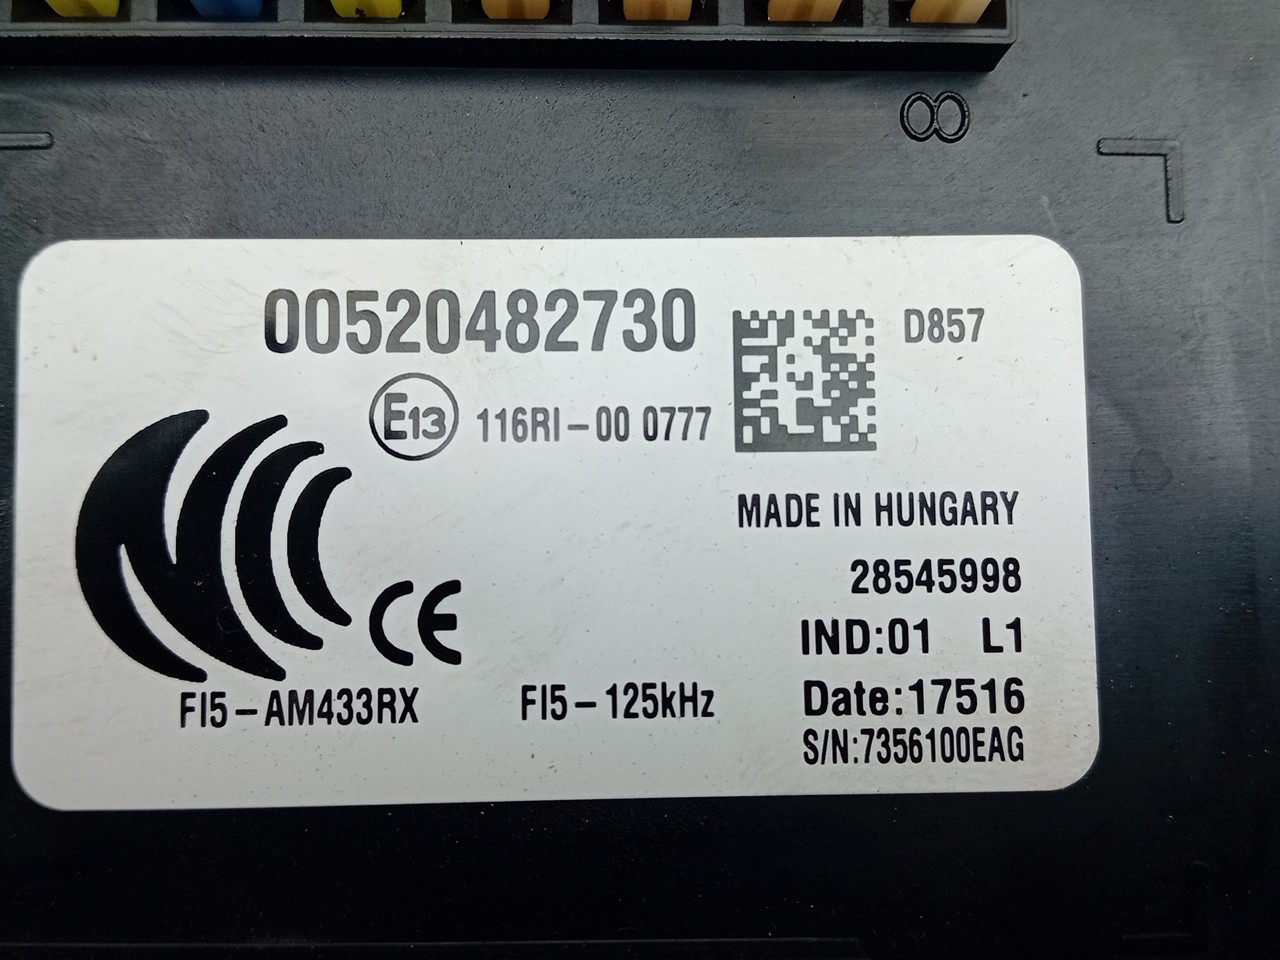 8
00520482730
D857
E13
116RI-00 0777
MADE IN HUNGARY
28545998
CE
IND:01 L1
FI5-AM433RX
FI5-125kHz
Date:17516
S/N:7356100EAG